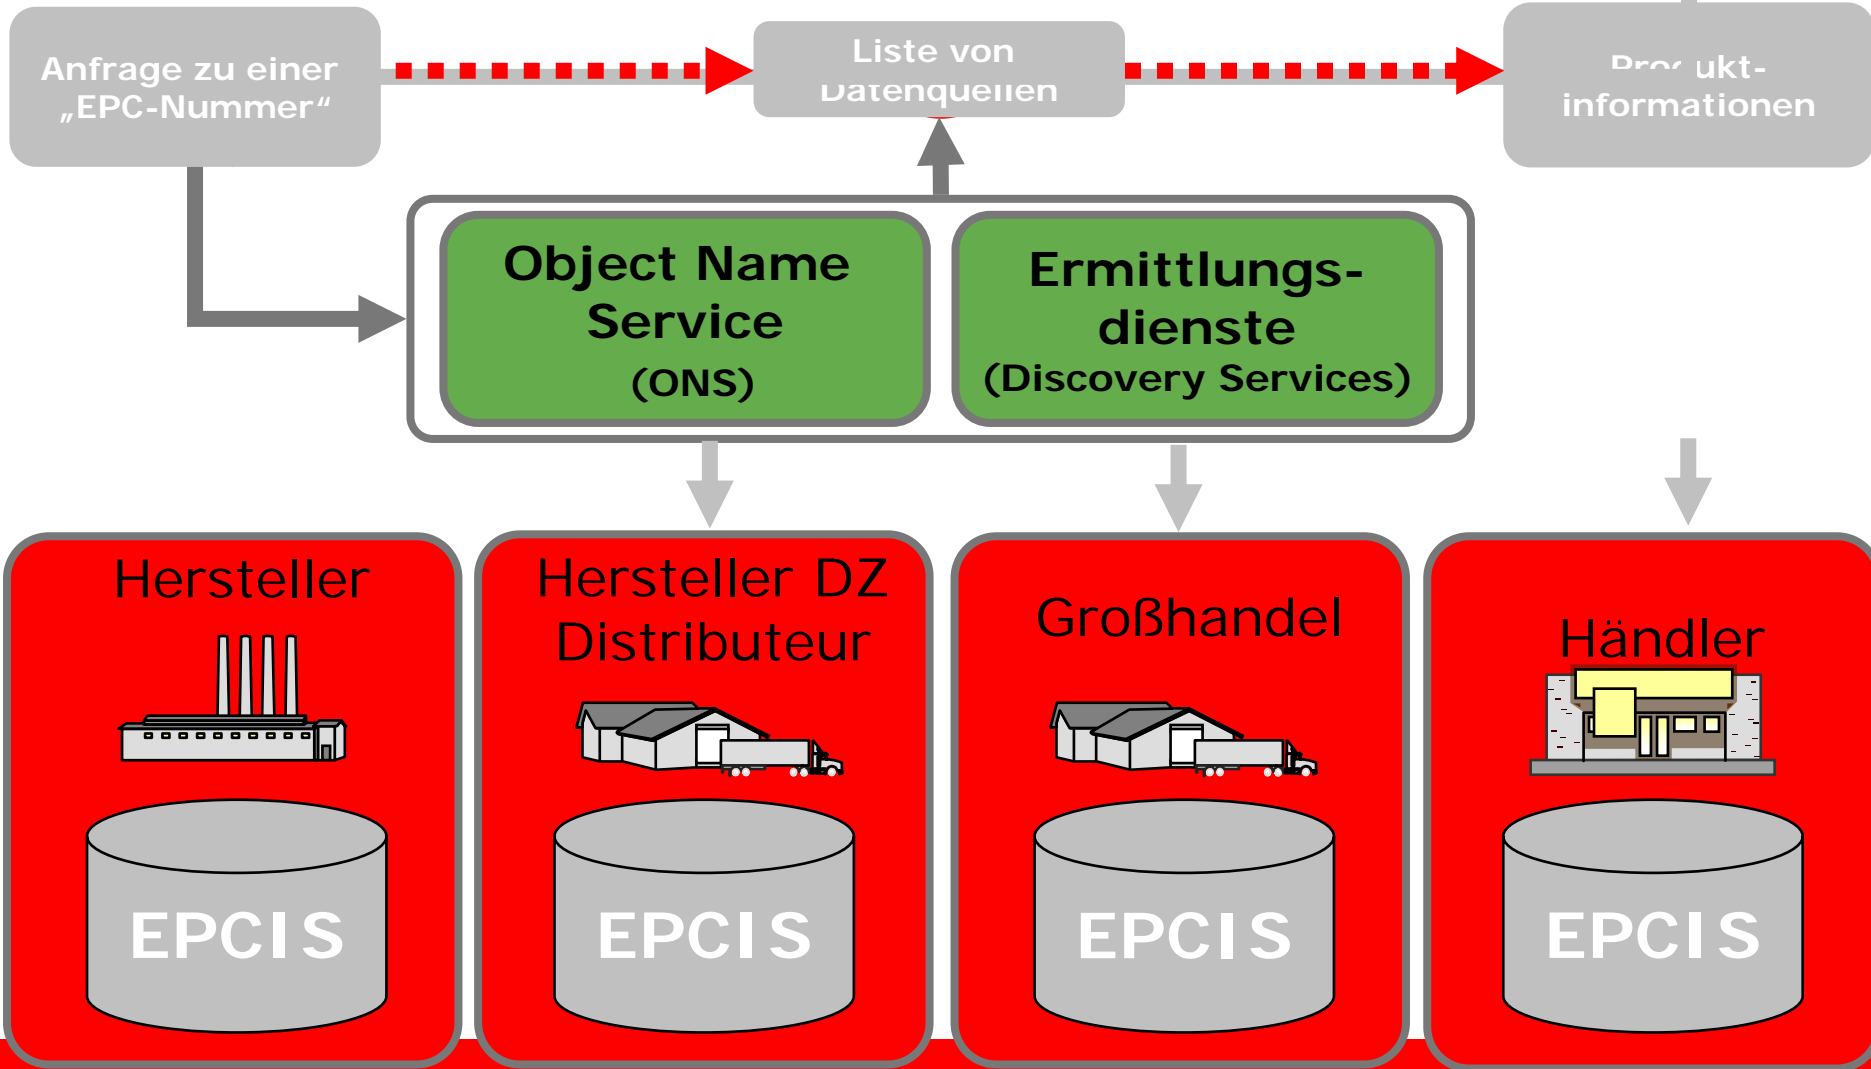 Anfrage zu einer
„EPC-Nummer“
Liste von
Datenquellen
Produkt-
informationen
Object Name
Service
(ONS)
Ermittlungs-
dienste
(Discovery Services)
Hersteller
Hersteller DZ
Distributeur
Großhandel
Händler
EPCIS
EPCIS
EPCIS
EPCIS